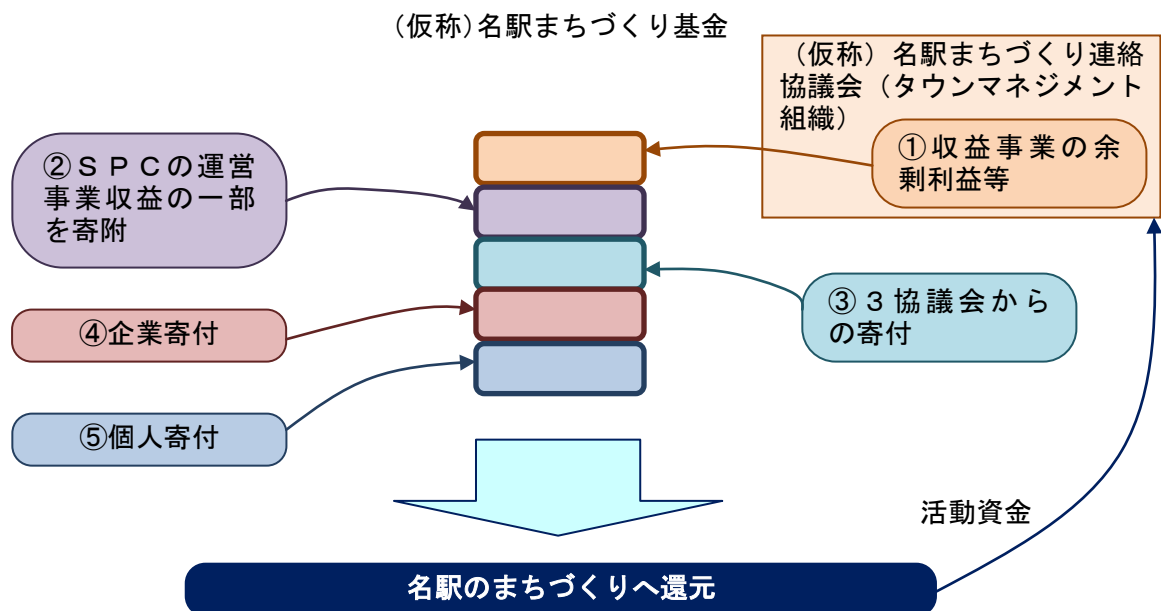 （仮称）名駅まちづくり基金
（仮称）名駅まちづくり連絡
協議会（タウンマネジメント
組織）
①収益事業の余
剰利益等
②ＳＰＣの運営
事業収益の一部
を寄附
③３協議会から
の寄付
④企業寄付
⑤個人寄付
活動資金
名駅のまちづくりへ還元